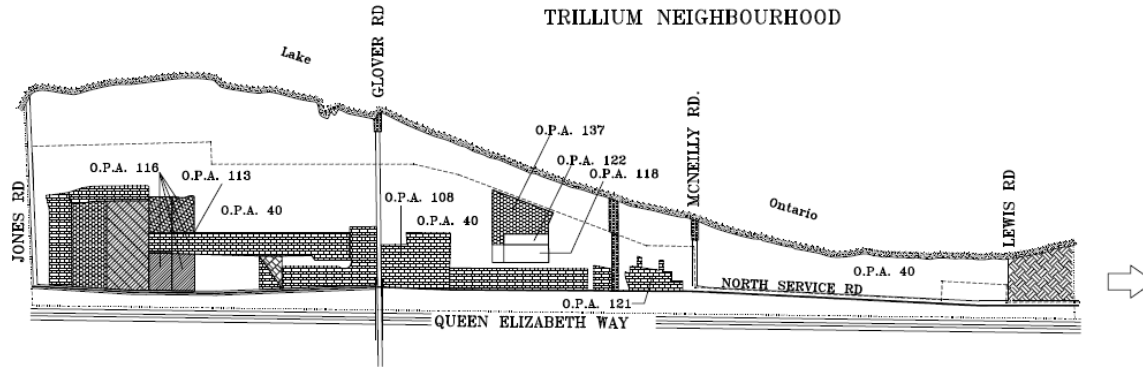 TRILLIUM NEIGHBOURHOOD
Lake
GLOVER RD
O.P.A. 137
O.P.A. 122
O.P.A. 118
MCNEILLY RD.
O.P.A. 116
O.P.A. 113
O.P.A. 40
O.P.A. 108
O.P.A. 40
Ontario
JONES RD
LEWIS RD
O.P.A. 40
NORTH SERVICE RD
O.P.A. 121
QUEEN ELIZABETH WAY